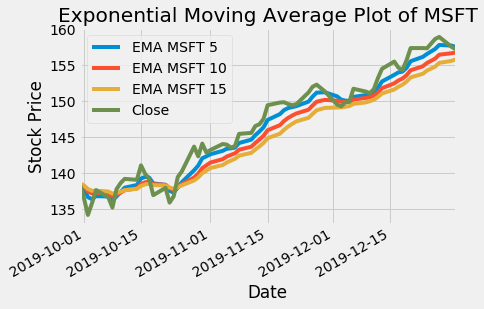 Exponential Moving Average Plot of MSFT
160
155
150
145
140
135
Stock Price
EMA MSFT 5
EMA MSFT 10
EMA MSFT 15
Close
2019-10-01
2019-10-15
2019-11-01
2019-11-15
2019-12-01
2019-12-15
Date